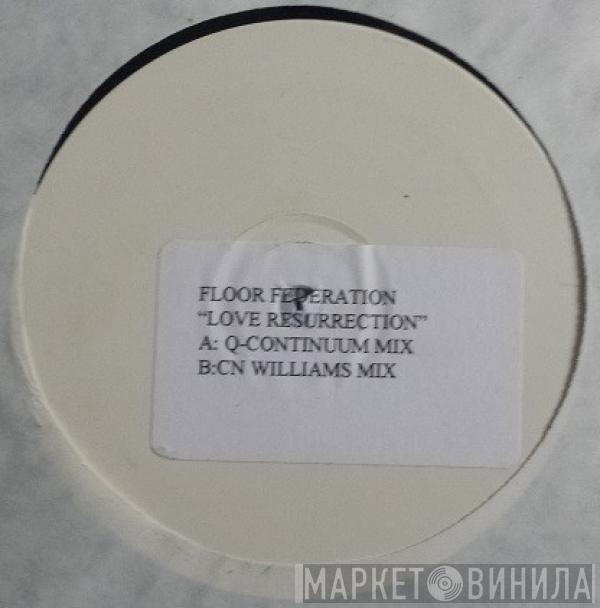 FLOOR FEDERATION
“LOVE RESURRECTION”
A: Q-CONTINUUM MIX
B:CN WILLIAMS MIX
МАРКЕТ ВИНИЛА